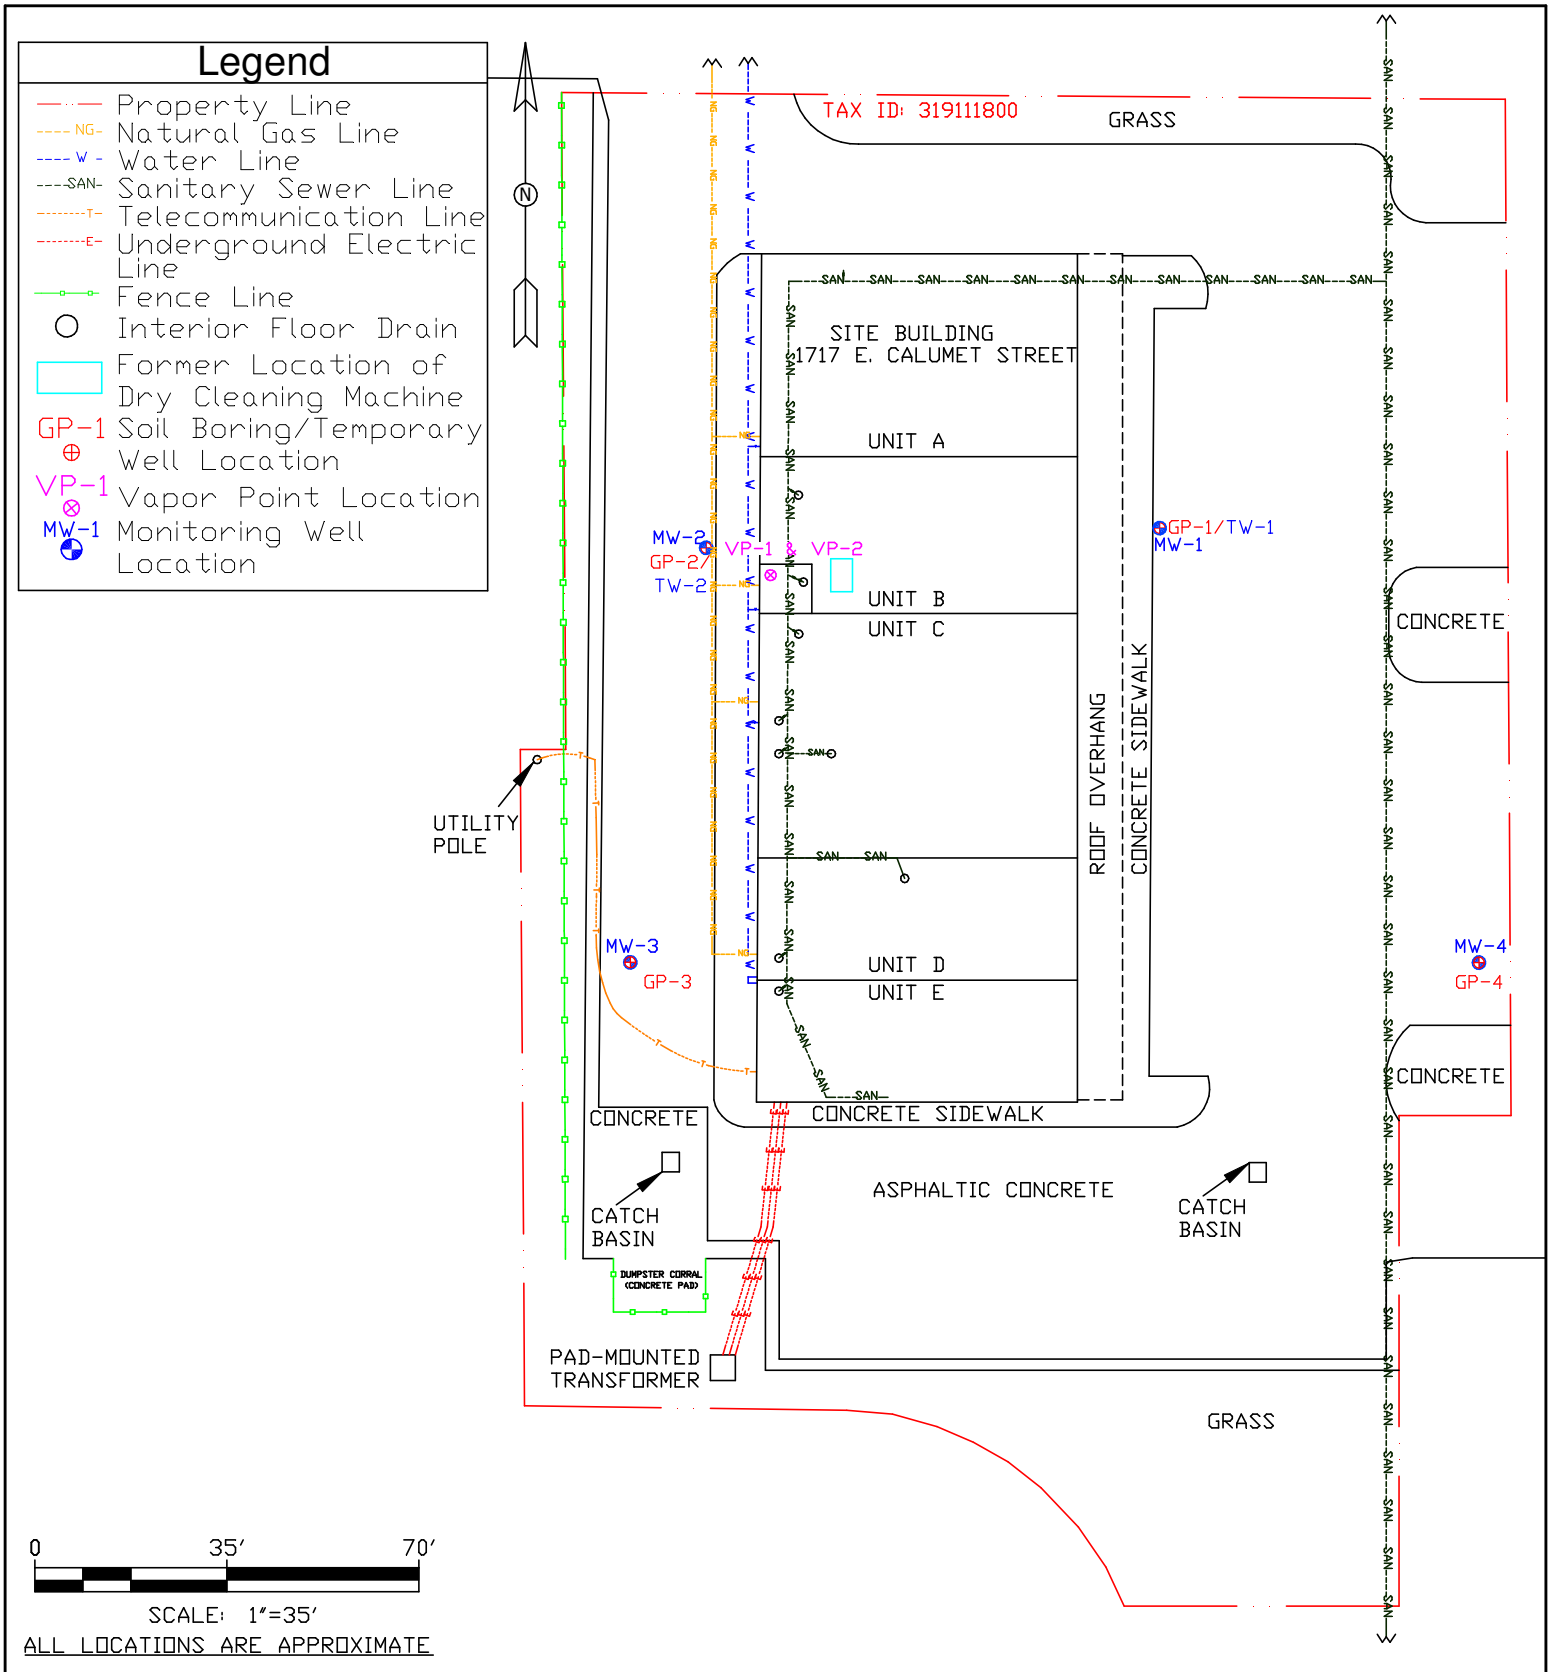 Legend
Property Line
NG Natural Gas Line
W Water Line
SAN Sanitary Sewer Line
T Telecommunication Line
E Underground Electric
Line
Fence Line
Interior Floor Drain
Former Location of
Dry Cleaning Machine
GP-1 Soil Boring/Temporary
Well Location
VP-1 Vapor Point Location
MW-1 Monitoring Well
Location
N
TAX ID: 319111800
GRASS
SITE BUILDING
1717 E. CALUMET STREET
UNIT A
MW-2
GP-2/
TW-2
VP-1 & VP-2
UNIT B
UNIT C
GP-1/TW-1
MW-1
CONCRETE
ROOF OVERHANG
CONCRETE SIDEWALK
UTILITY
POLE
MW-3
GP-3
UNIT D
UNIT E
MW-4
GP-4
CONCRETE
CONCRETE
CONCRETE SIDEWALK
ASPHALTIC CONCRETE
CATCH
BASIN
CATCH
BASIN
DUMPSTER CORRAL
(CONCRETE PAD)
PAD-MOUNTED
TRANSFORMER
GRASS
0 35' 70'
SCALE: 1"=35'
ALL LOCATIONS ARE APPROXIMATE